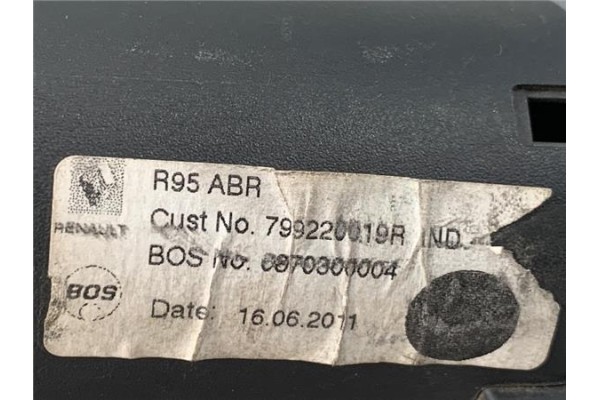 R95 ABR
RENAULT
Cust No. 799220019R IND.
BOS No. 0870300004
BOS
Date: 16.06.2011